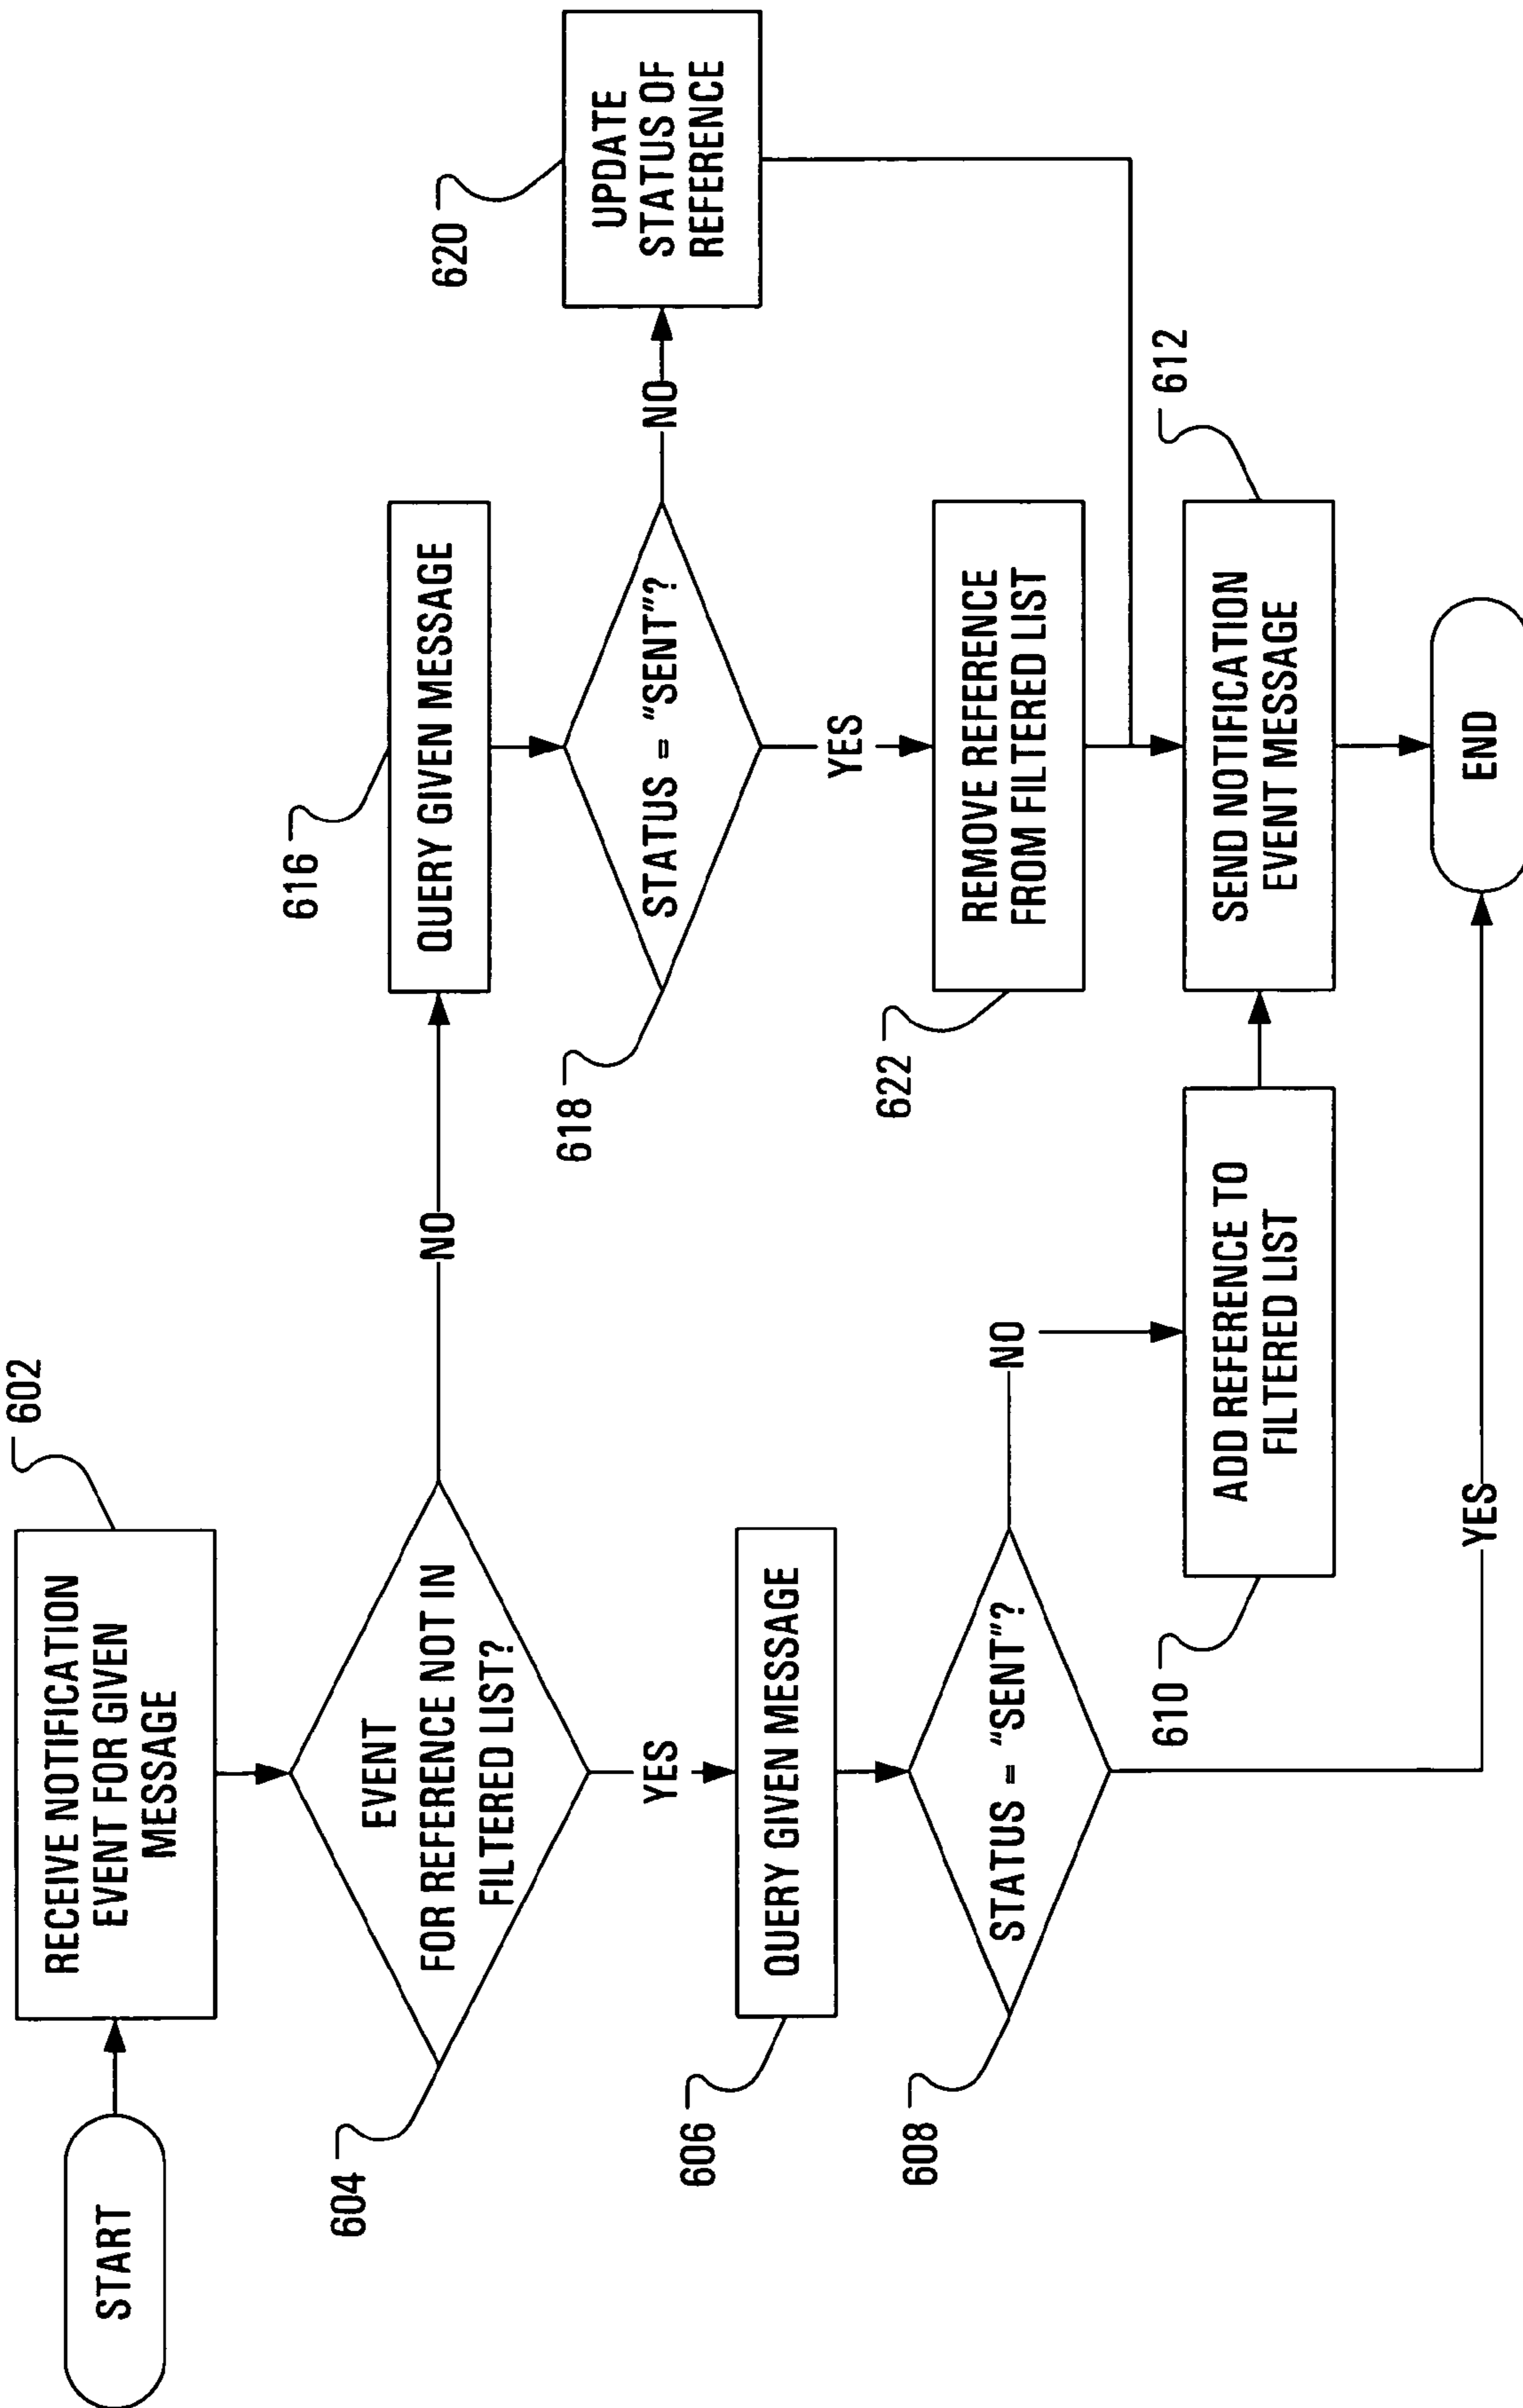 START
602
RECEIVE NOTIFICATION
EVENT FOR GIVEN
MESSAGE
604
EVENT
FOR REFERENCE NOT IN
FILTERED LIST?
NO
YES
606
QUERY GIVEN MESSAGE
608
STATUS = "SENT"?
NO
YES
610
ADD REFERENCE TO
FILTERED LIST
616
QUERY GIVEN MESSAGE
618
STATUS = "SENT"?
NO
620
UPDATE
STATUS OF
REFERENCE
YES
622
REMOVE REFERENCE
FROM FILTERED LIST
612
SEND NOTIFICATION
EVENT MESSAGE
END